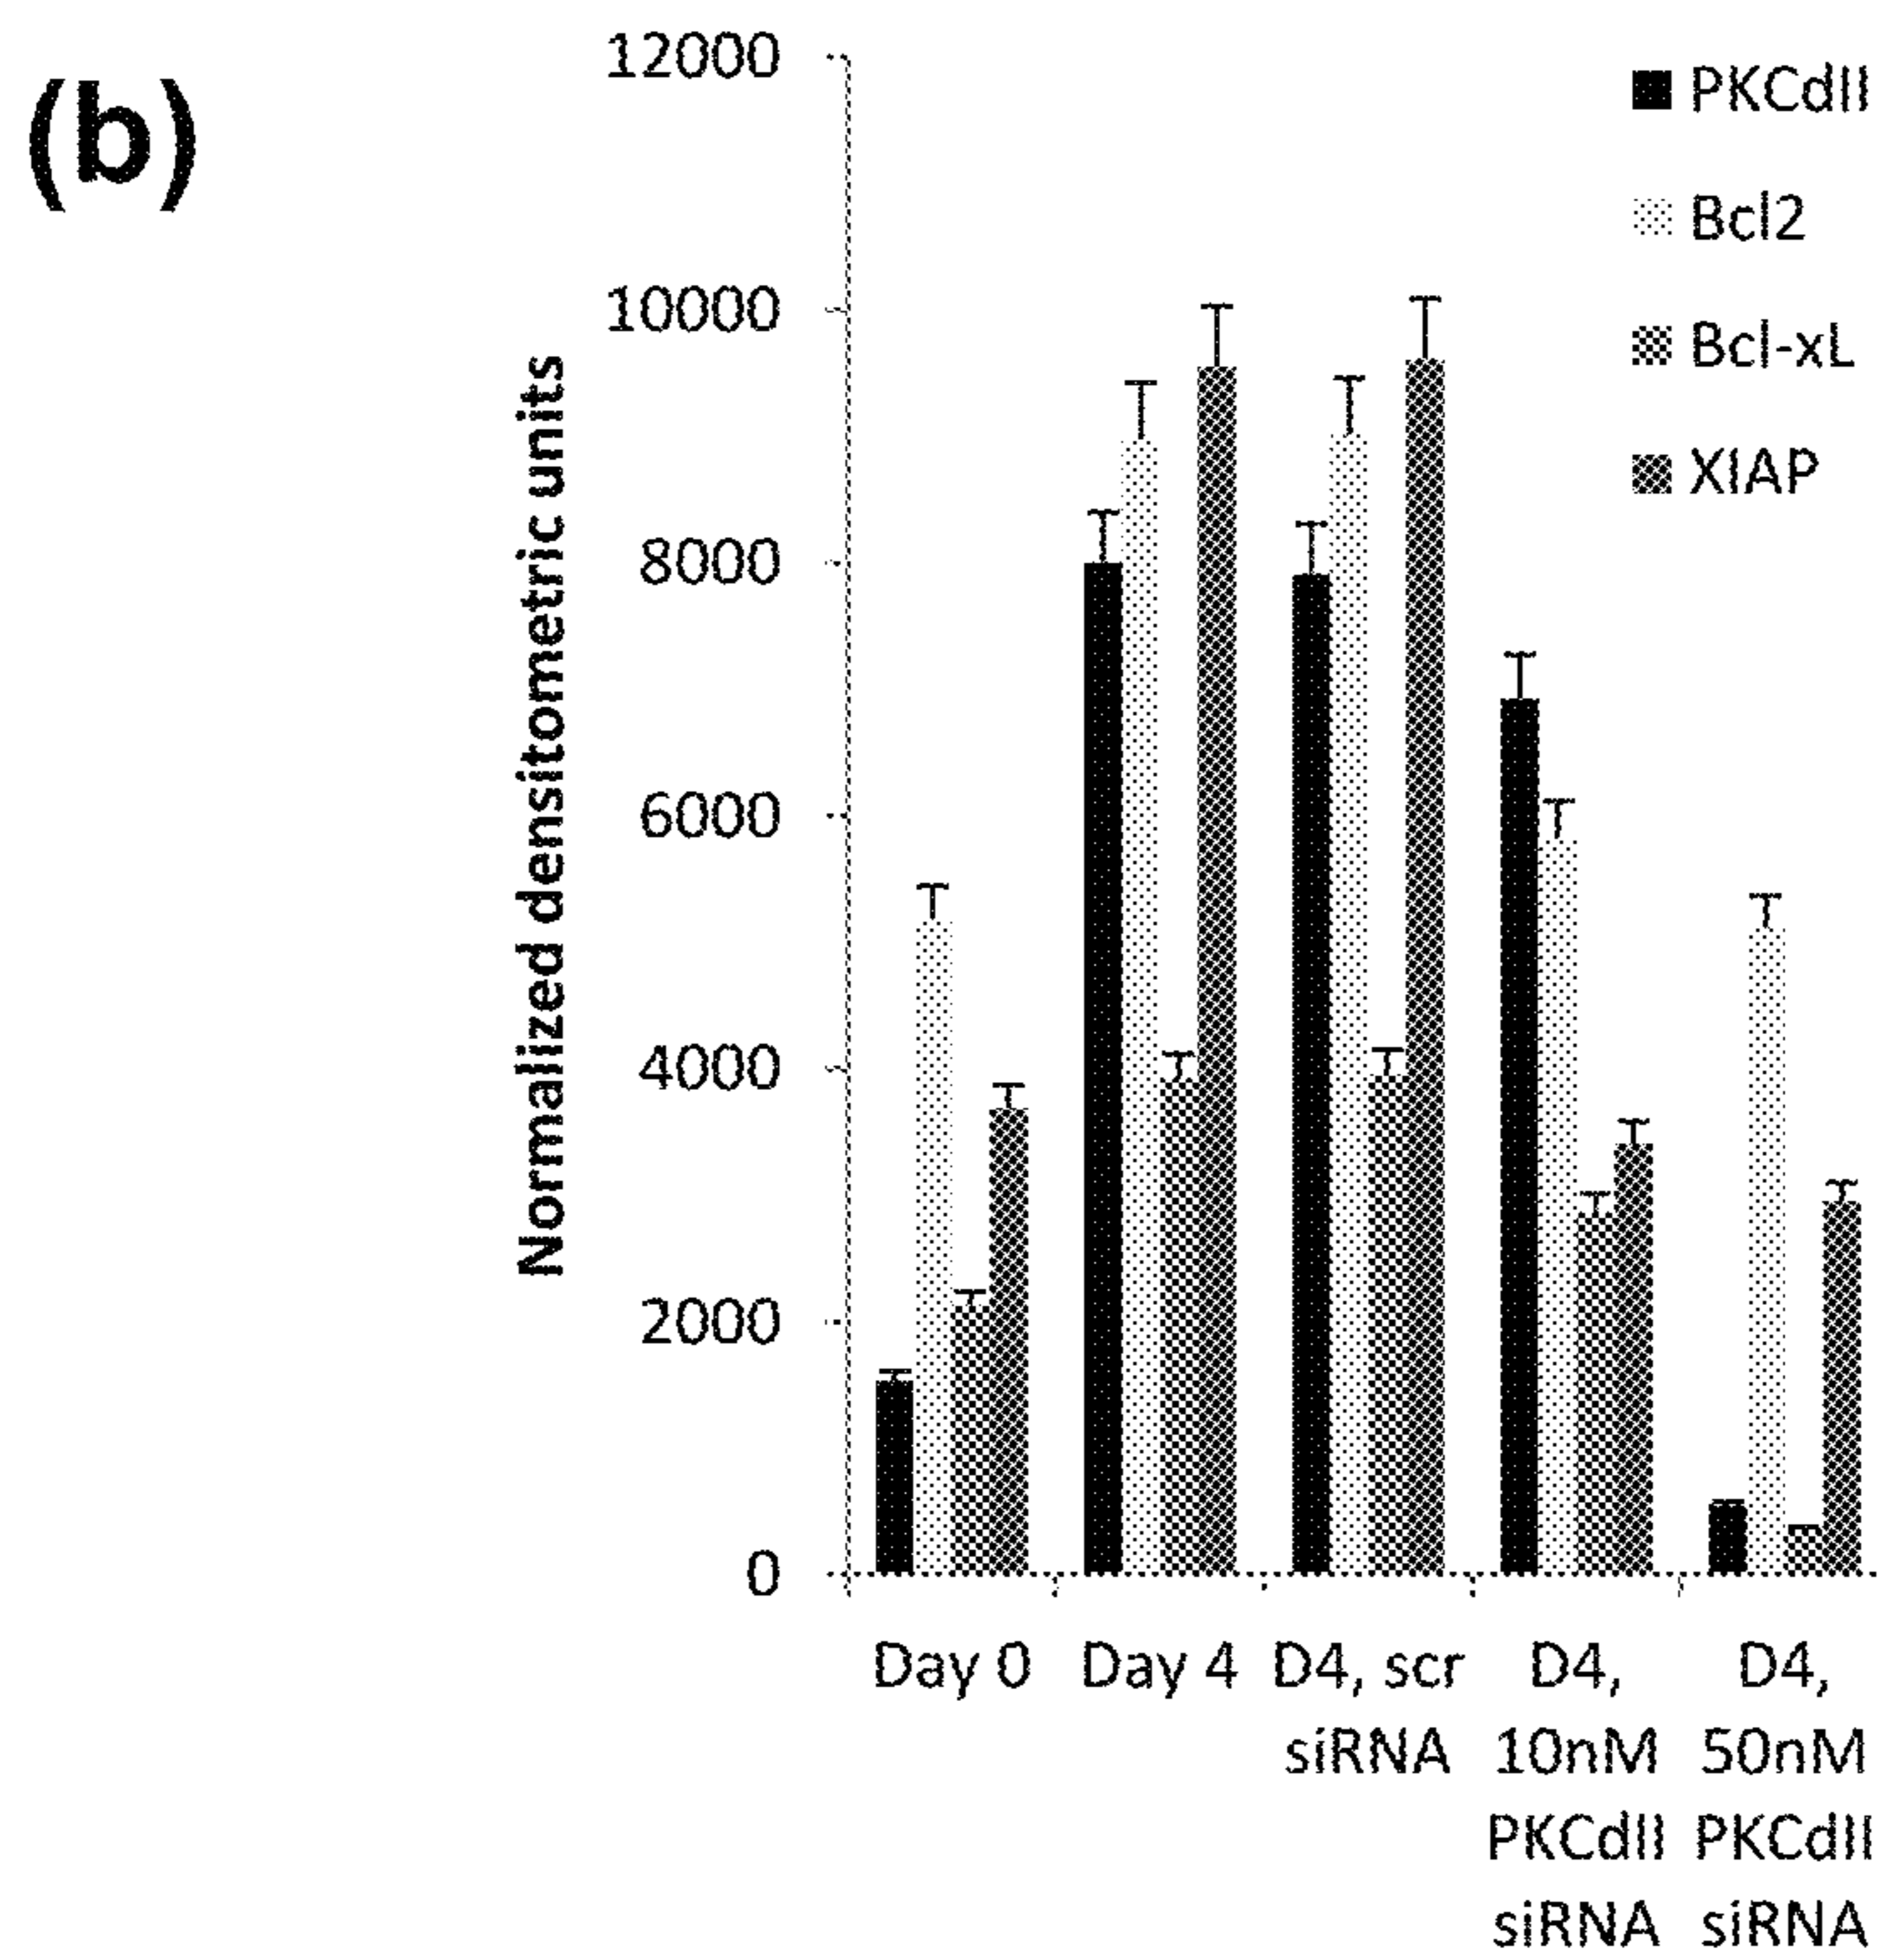 (b)
Normalized densitometric units
12000
10000
8000
6000
4000
2000
0
PKCdII
Bcl2
Bcl-xL
XIAP
Day 0
Day 4
D4, scr
siRNA
D4,
10nM
PKCdII
siRNA
D4,
50nM
PKCdII
siRNA